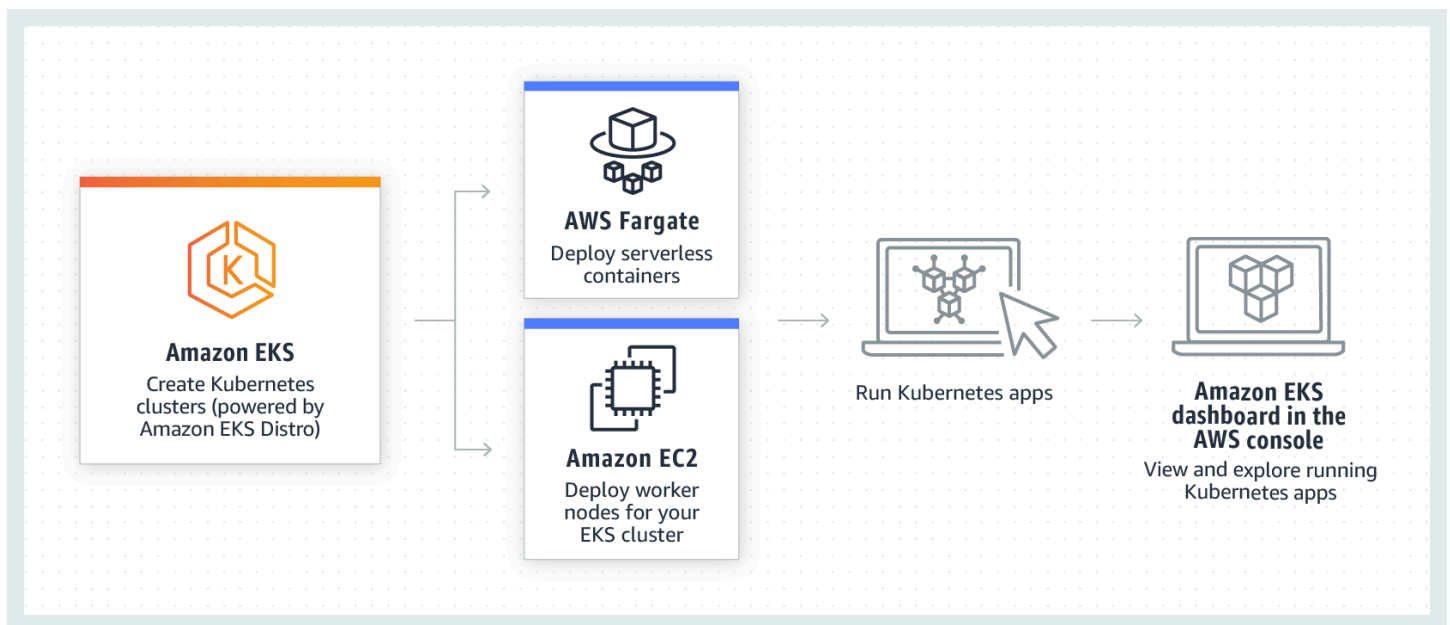 K
Amazon EKS
Create Kubernetes
clusters (powered by
Amazon EKS Distro)
AWS Fargate
Deploy serverless
containers
Amazon EC2
Deploy worker
nodes for your
EKS cluster
Run Kubernetes apps
Amazon EKS
dashboard in the
AWS console
View and explore running
Kubernetes apps